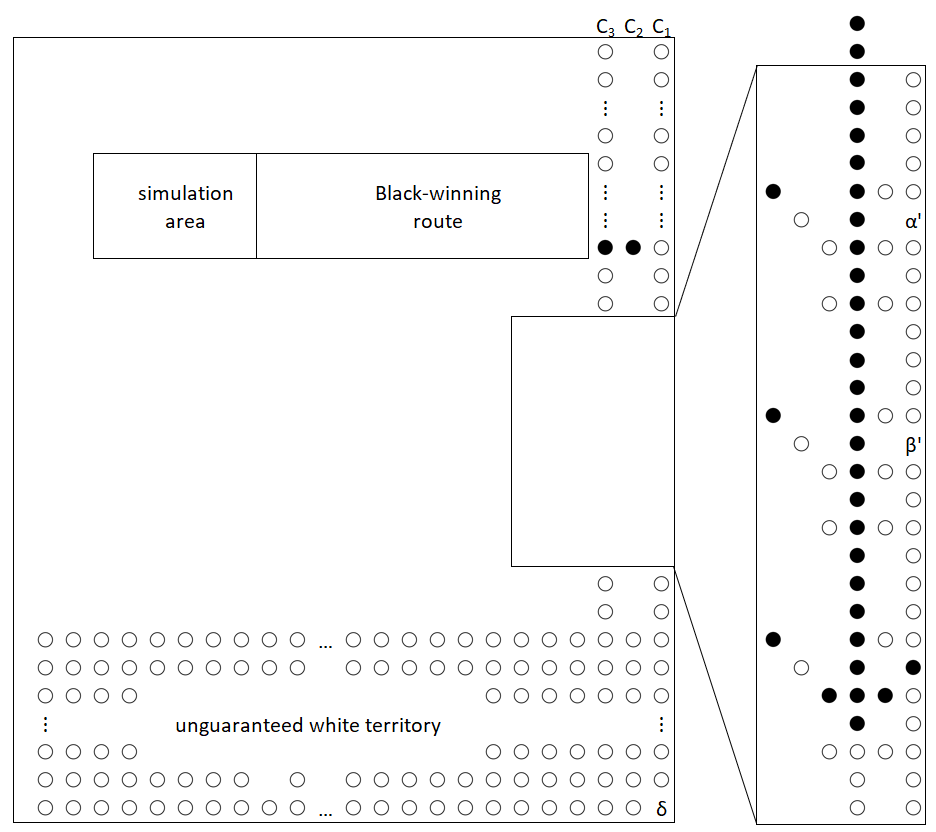 C₃ C₂ C₁
simulation
area
Black-winning
route
α'
β'
...
unguaranteed white territory
... δ